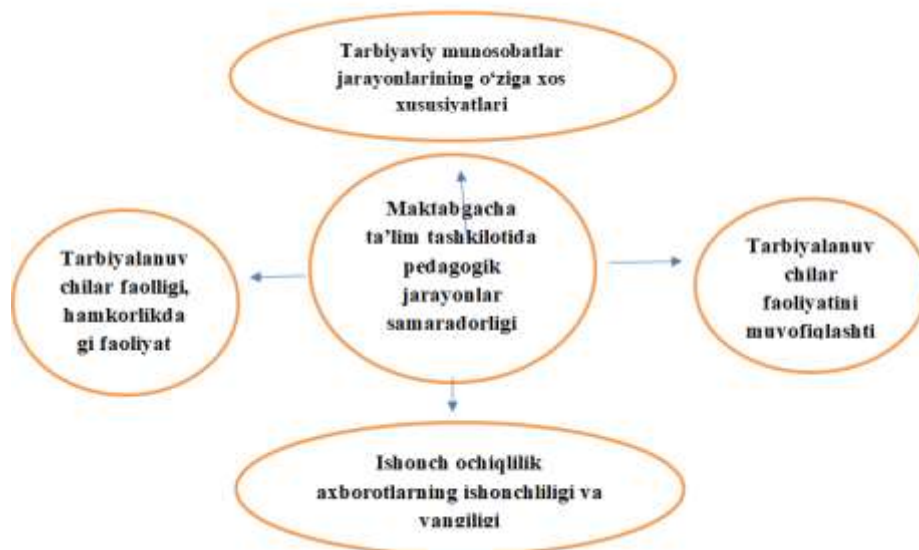 Tarbiyaviy munosobatlar
jarayonlarining o‘ziga xos
xususiyatlari
Maktabgacha
ta’lim tashkilotida
pedagogik
jarayonlar
samaradorligi
Tarbiyalanuv
chilar faolligi,
hamkorlikda
gi faoliyat
Tarbiyalanuv
chilar
faoliyatini
muvofiqlashti
Ishonch ochiqlilik
axborotlarning ishonchliligi va
yangiligi